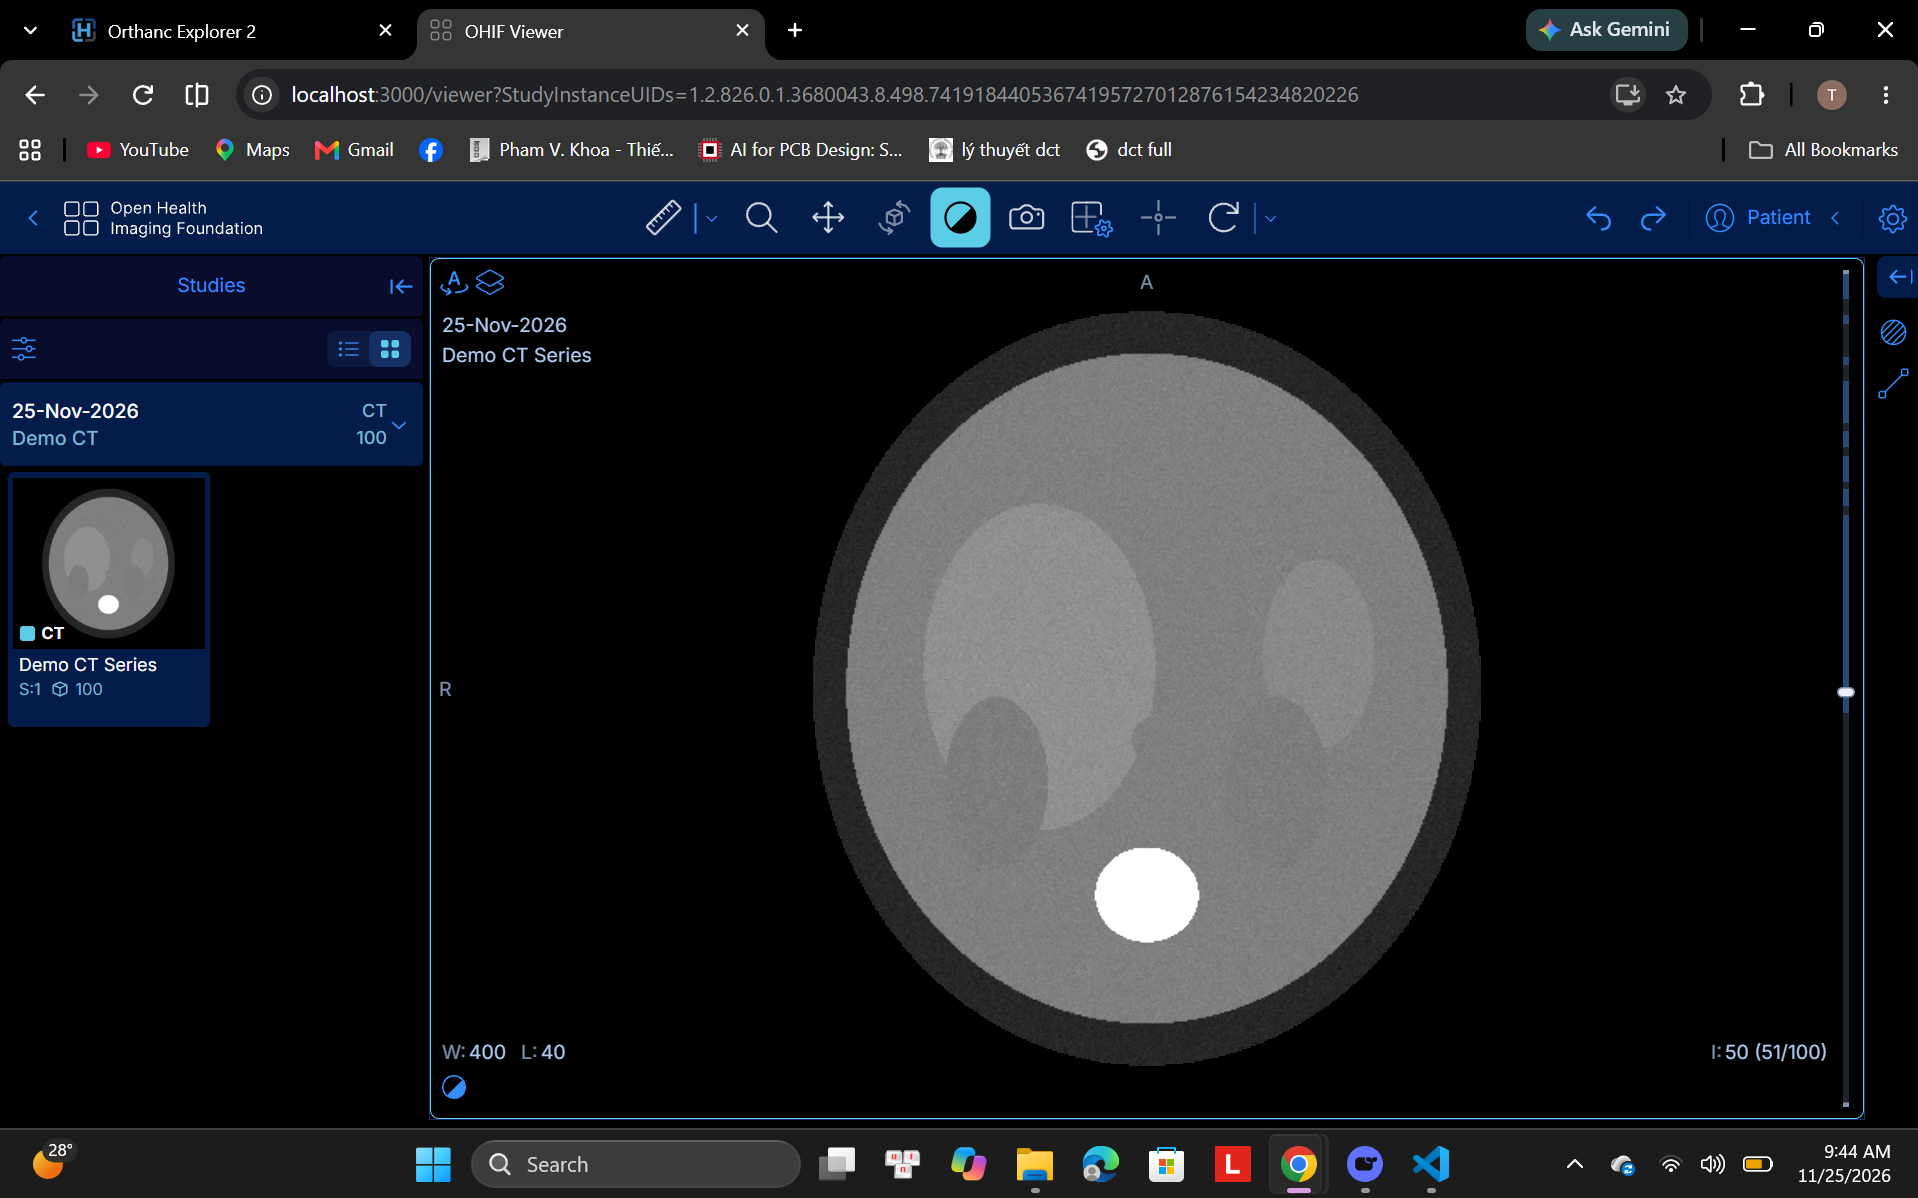 Orthanc Explorer 2
OHIF Viewer
Ask Gemini
localhost:3000/viewer?StudyInstanceUIDs=1.2.826.0.1.3680043.8.498.74191844053674195727012876154234820226
T
YouTube
Maps
Gmail
Pham V. Khoa - Thiế...
AI for PCB Design: S...
lý thuyết dct
dct full
All Bookmarks
Open Health
Imaging Foundation
Patient
Studies
25-Nov-2026
Demo CT
CT
100
CT
Demo CT Series
S:1 100
A
25-Nov-2026
Demo CT Series
A
R
W: 400 L: 40
I: 50 (51/100)
28°
Search
u n i
L
9:44 AM
11/25/2026